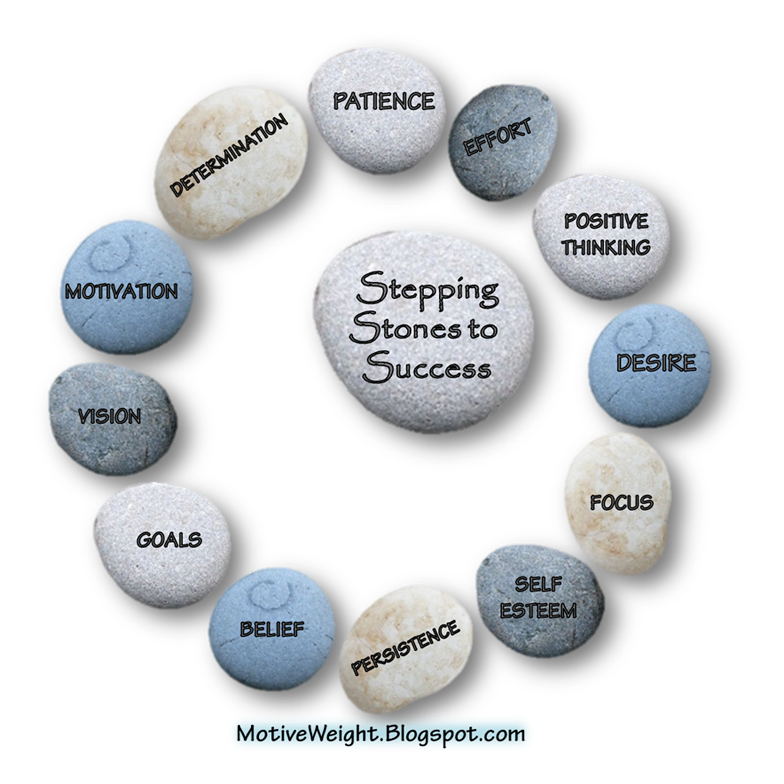 PATIENCE
EFFORT
POSITIVE
THINKING
DESIRE
FOCUS
SELF
ESTEEM
PERSISTENCE
BELIEF
GOALS
VISION
MOTIVATION
DETERMINATION
Stepping
Stones to
Success
MotiveWeight.Blogspot.com